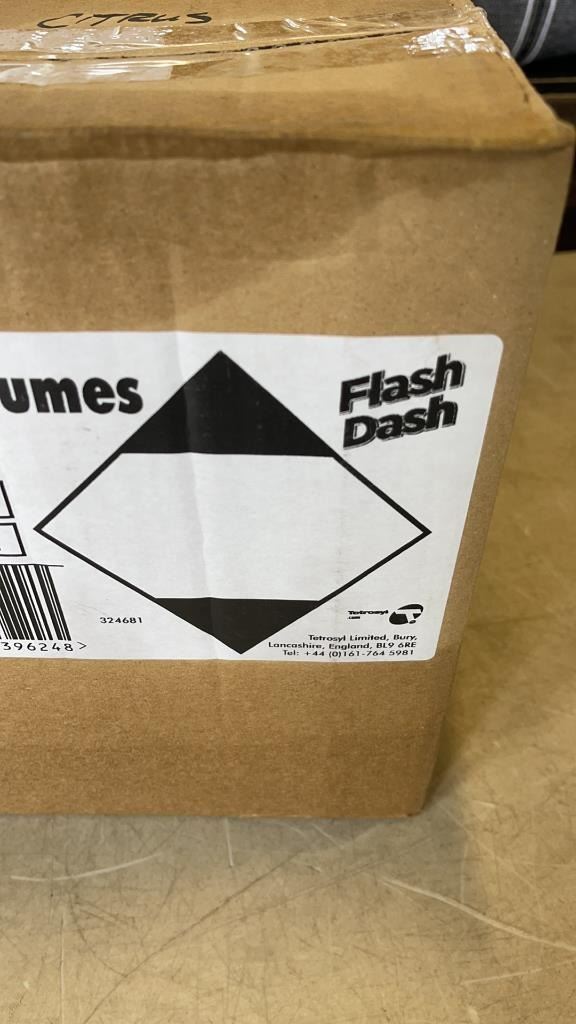 CITRUS
umes
Flash
Dash
396248>
324681
Tetrosyl
.com
Tetrosyl Limited, Bury,
Lancashire, England, BL9 6RE
Tel: +44 (0)161-764 5981